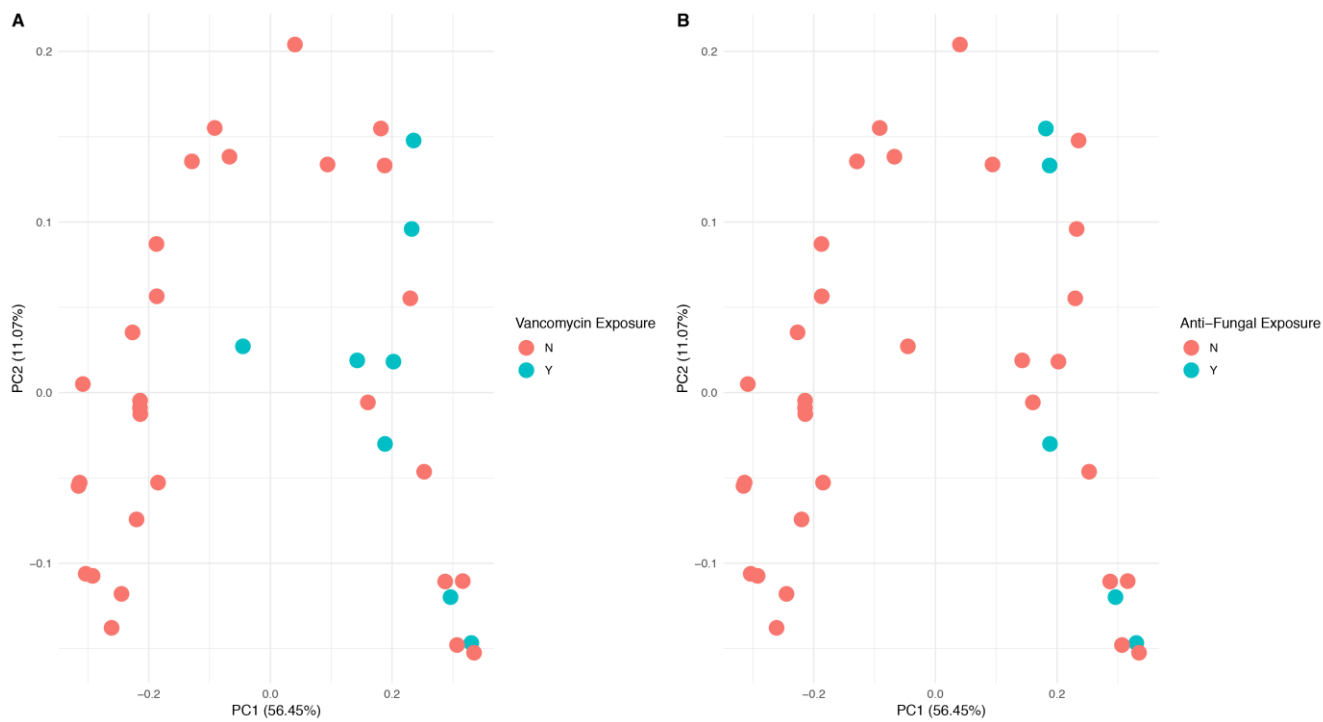 A
0.2
0.1
0.0
−0.1
PC2 (11.07%)
−0.2
0.0
0.2
PC1 (56.45%)
Vancomycin Exposure
N
Y
B
0.2
0.1
0.0
−0.1
PC2 (11.07%)
−0.2
0.0
0.2
PC1 (56.45%)
Anti−Fungal Exposure
N
Y